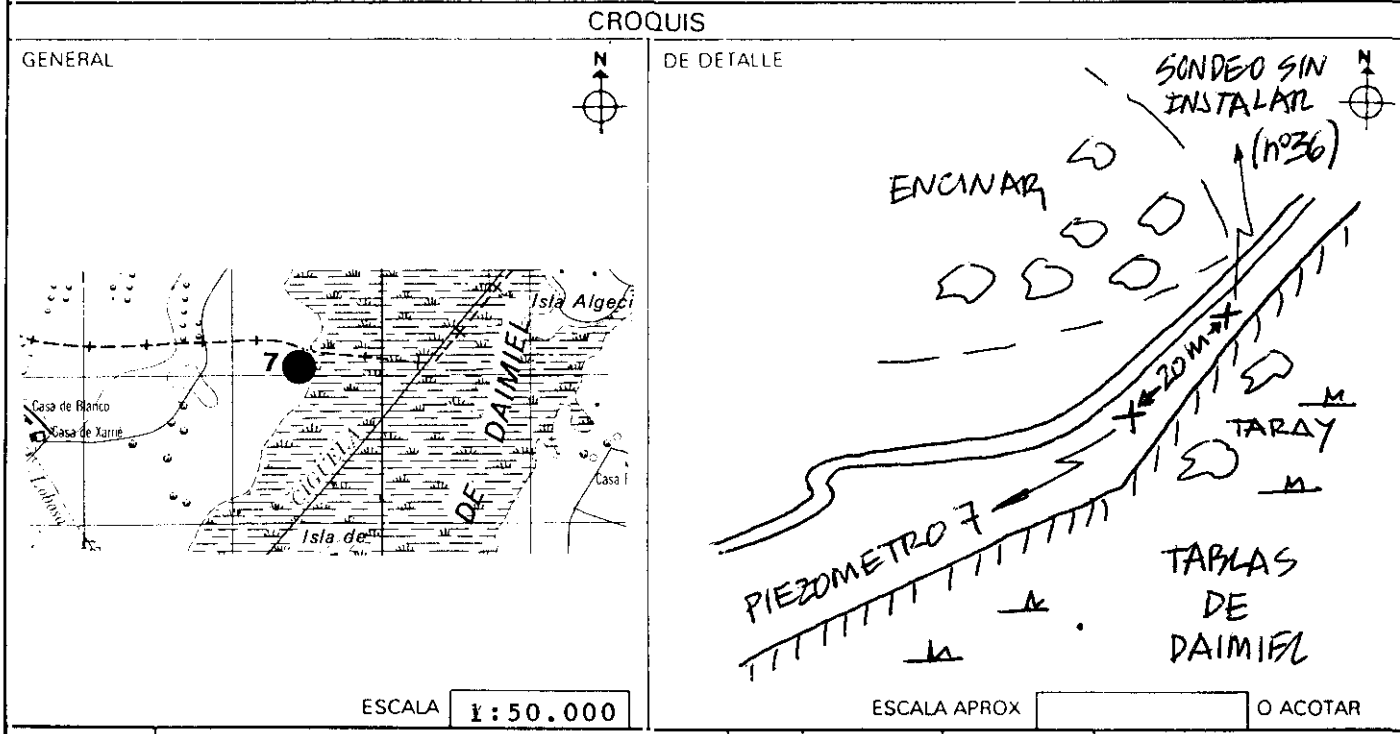 CROQUIS
GENERAL
N
Isla Algeci
7
DE DAIMIEL
Casa de Blanco
Casa de Xarrié
CIGÜELA
Lobosa
Casa
Isla de
ESCALA 1:50.000
DE DETALLE
N
SONDEO SIN
INSTALAR
(nº36)
ENCINAR
20m
TARAY
PIEZOMETRO 7
TABLAS
DE
DAIMIEL
ESCALA APROX O ACOTAR